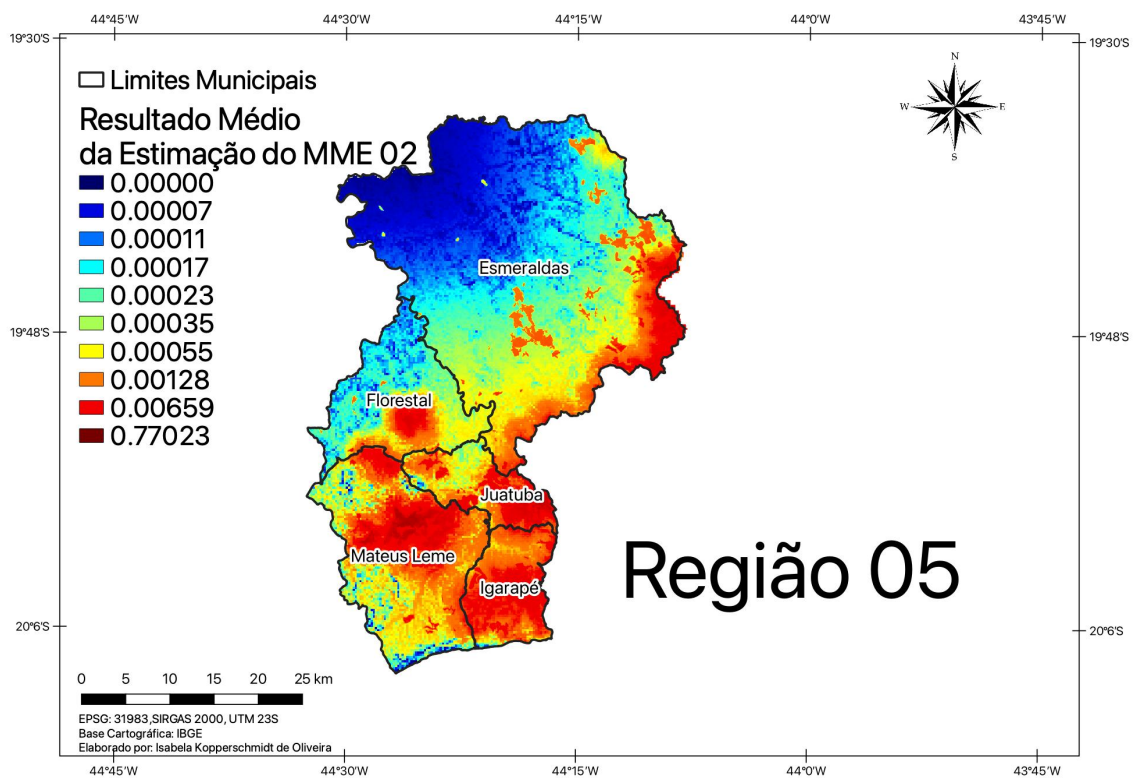 44°45'W 44°30'W 44°15'W 44°0'W 43°45'W
19°30'S 19°30'S
Limites Municipais
Resultado Médio
da Estimação do MME 02
0.00000
0.00007
0.00011
0.00017
0.00023
0.00035
0.00055
0.00128
0.00659
0.77023
N
W E
S
Esmeraldas
19°48'S 19°48'S
Florestal
Juatuba
Mateus Leme
Igarapé
Região 05
20°6'S 20°6'S
0 5 10 15 20 25 km
EPSG: 31983,SIRGAS 2000, UTM 23S
Base Cartográfica: IBGE
Elaborado por: Isabela Kopperschmidt de Oliveira
44°45'W 44°30'W 44°15'W 44°0'W 43°45'W